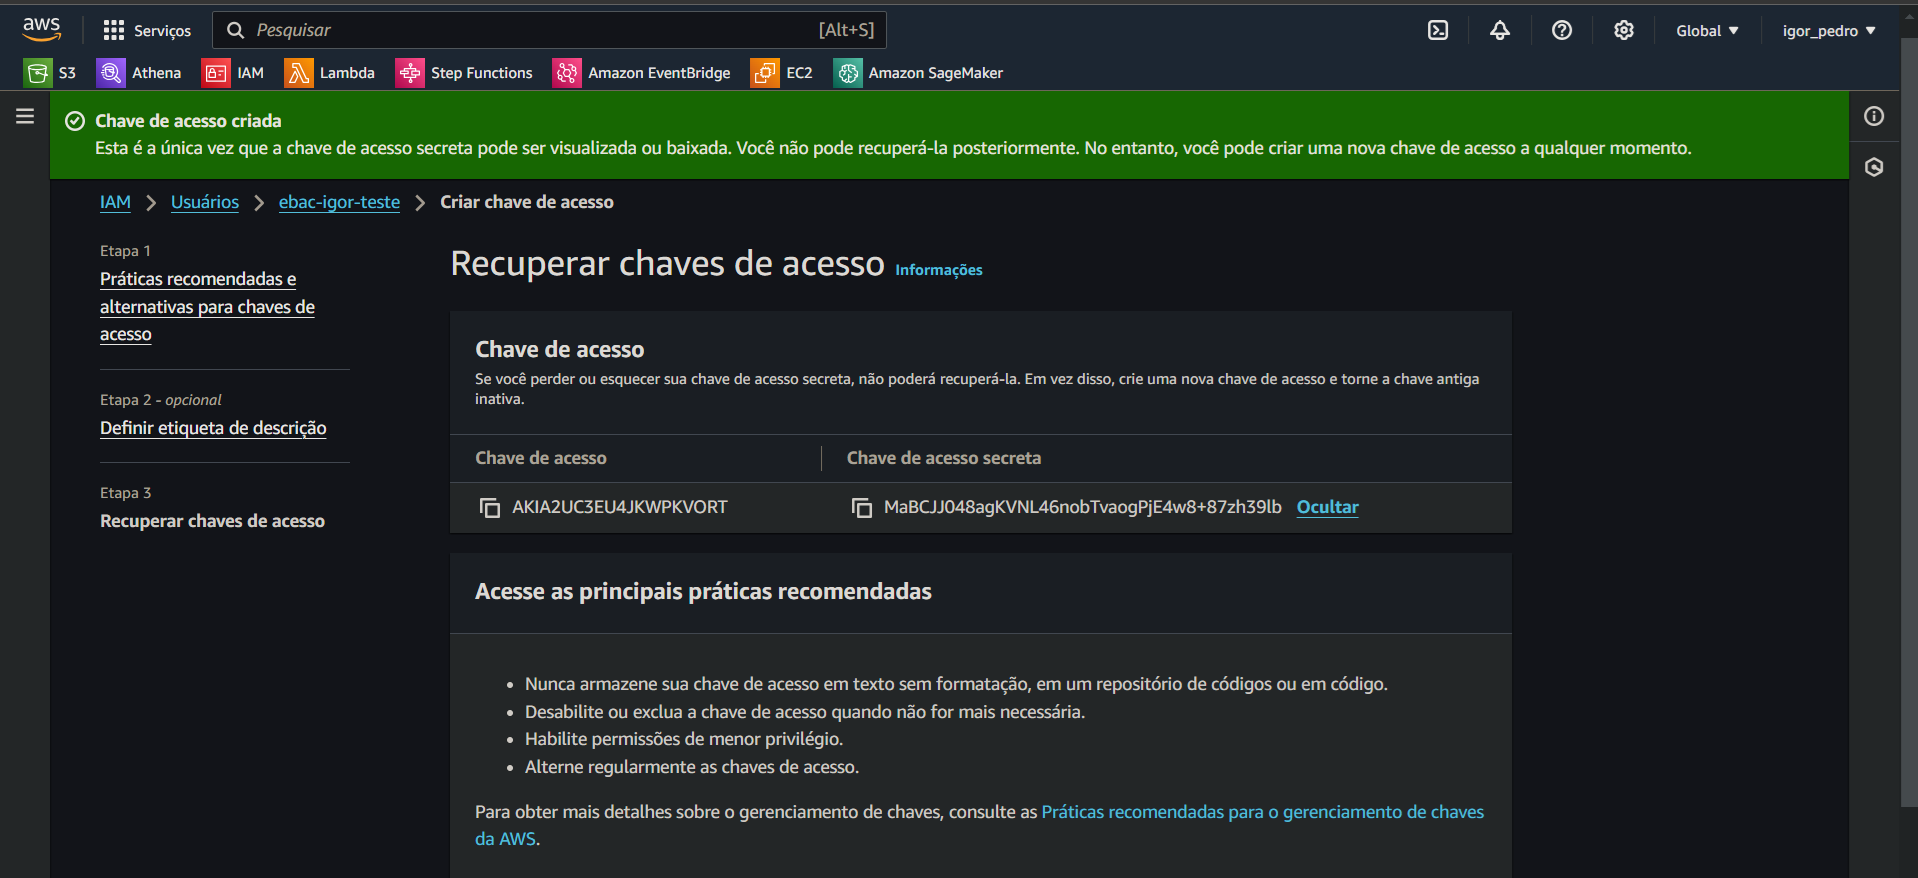 aws
Serviços
Pesquisar
[Alt+S]
Global
igor_pedro
S3
Athena
IAM
Lambda
Step Functions
Amazon EventBridge
EC2
Amazon SageMaker
Chave de acesso criada
Esta é a única vez que a chave de acesso secreta pode ser visualizada ou baixada. Você não pode recuperá-la posteriormente. No entanto, você pode criar uma nova chave de acesso a qualquer momento.
IAM > Usuários > ebac-igor-teste > Criar chave de acesso
Etapa 1
Práticas recomendadas e
alternativas para chaves de
acesso
Etapa 2 - opcional
Definir etiqueta de descrição
Etapa 3
Recuperar chaves de acesso
Recuperar chaves de acesso Informações
Chave de acesso
Se você perder ou esquecer sua chave de acesso secreta, não poderá recuperá-la. Em vez disso, crie uma nova chave de acesso e torne a chave antiga
inativa.
Chave de acesso
Chave de acesso secreta
AKIA2UC3EU4JKWPKVORT
MaBCJJ048agKVNL46nobTvaogPjE4w8+87zh39lb Ocultar
Acesse as principais práticas recomendadas
• Nunca armazene sua chave de acesso em texto sem formatação, em um repositório de códigos ou em código.
• Desabilite ou exclua a chave de acesso quando não for mais necessária.
• Habilite permissões de menor privilégio.
• Alterne regularmente as chaves de acesso.
Para obter mais detalhes sobre o gerenciamento de chaves, consulte as Práticas recomendadas para o gerenciamento de chaves
da AWS.